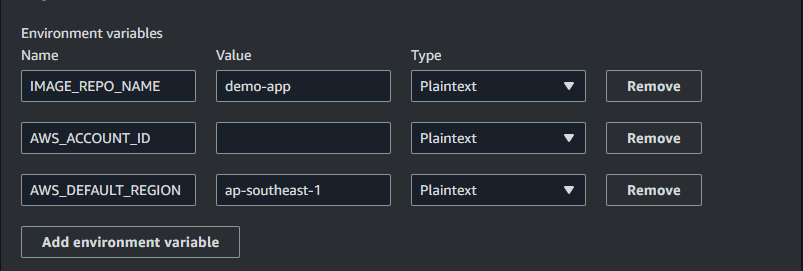 Environment variables
Name Value Type
IMAGE_REPO_NAME demo-app Plaintext Remove
AWS_ACCOUNT_ID Plaintext Remove
AWS_DEFAULT_REGION ap-southeast-1 Plaintext Remove
Add environment variable